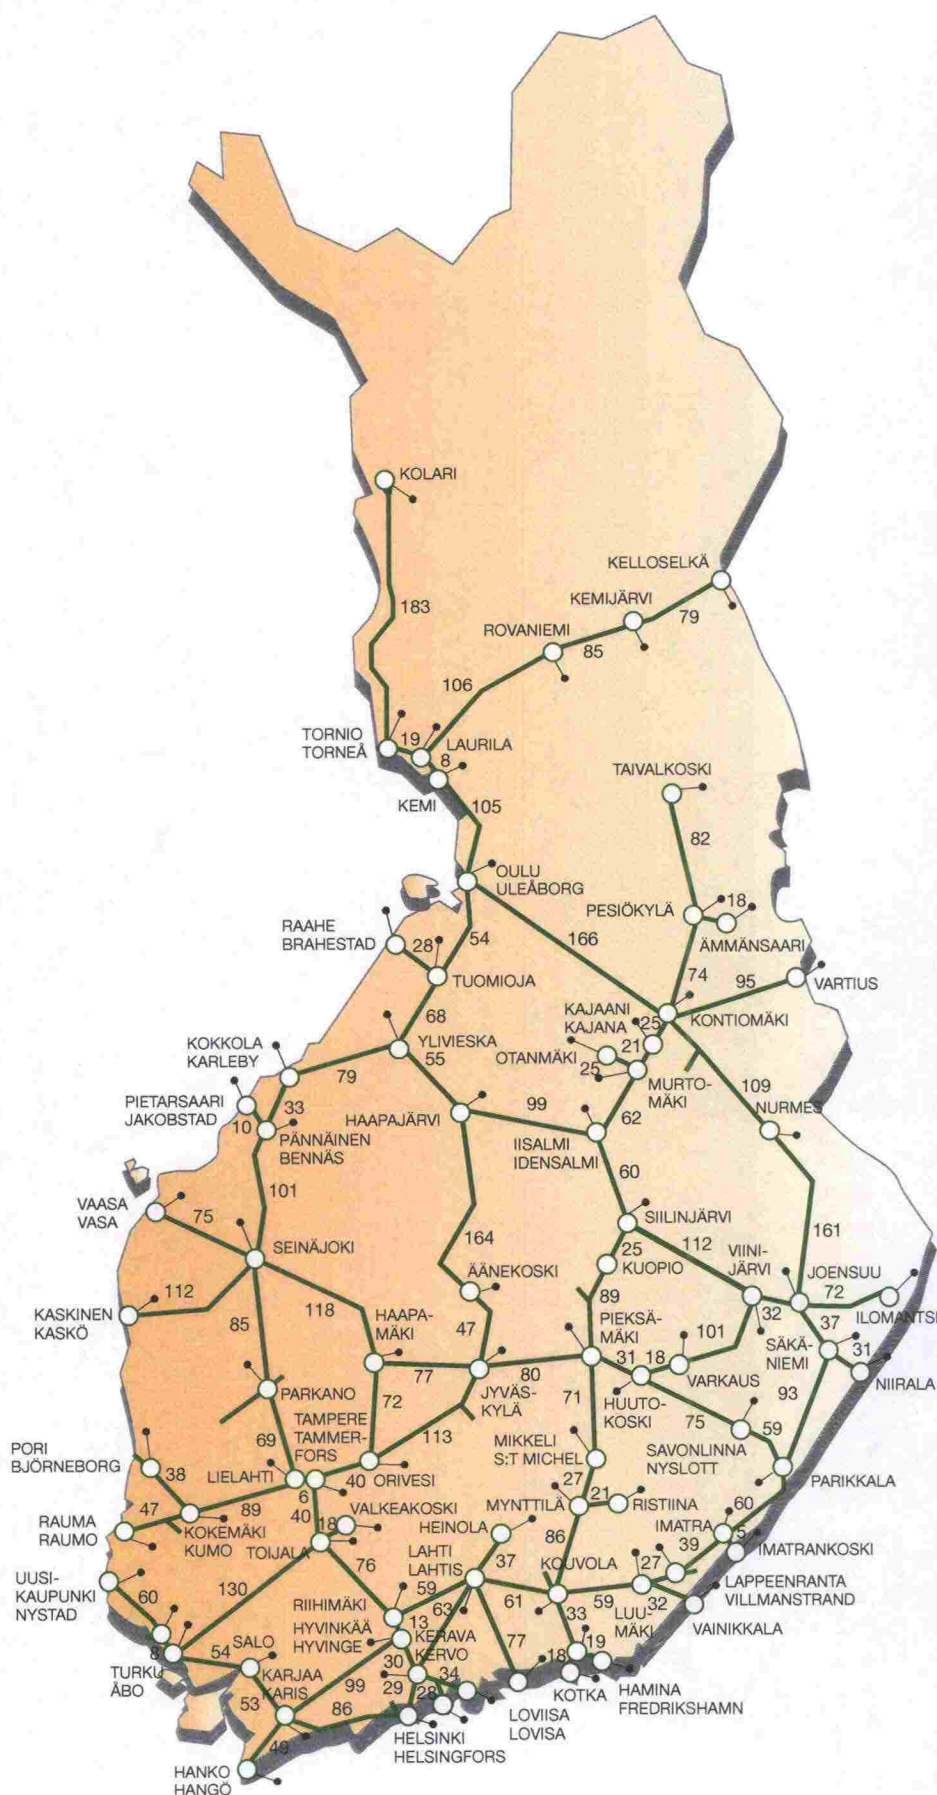 KOLARI
183
KELLOSELKÄ
KEMIJÄRVI
79
ROVANIEMI
85
106
TORNIO
TORNEÅ
19
LAURILA
8
KEMI
TAIVALKOSKI
105
82
OULU
ULEÅBORG
PESIÖKYLÄ
18
ÄMMÄNSAARI
RAAHE
BRAHESTAD
28
54
166
TUOMIOJA
74
95
VARTIUS
KAJAANI
KAJANA
25
KONTIOMÄKI
68
21
KOKKOLA
KARLEBY
YLIVIESKA
OTANMÄKI
55
25
MURTO-
MÄKI
79
109
PIETARSAARI
JAKOBSTAD
33
10
HAAPAJÄRVI
99
62
NURMES
PÄNNÄINEN
BENNÄS
IISALMI
IDENSALMI
60
101
VAASA
VASA
75
SIILINJÄRVI
161
SEINÄJOKI
164
25
112
VIINI-
JÄRVI
KUOPIO
JOENSUU
ÄÄNEKOSKI
112
72
KASKINEN
KASKÖ
118
89
32
ILOMANTSI
85
HAAPA-
MÄKI
47
PIEKSÄ-
MÄKI
101
37
SÄKÄ-
NIEMI
31
18
31
77
80
VARKAUS
NIIRALA
PARKANO
72
JYVÄS-
KYLÄ
71
HUUTO-
KOSKI
93
75
TAMPERE
TAMMER-
FORS
113
59
69
SAVONLINNA
NYSLOTT
PORI
BJÖRNEBORG
MIKKELI
S:T MICHEL
38
LIELAHTI
40
ORIVESI
27
PARIKKALA
6
89
40
VALKEAKOSKI
MYNTTILÄ
21
RISTIINA
60
47
18
HEINOLA
RAUMA
RAUMO
KOKEMÄKI
KUMO
TOIJALA
IMATRA
5
86
IMATRANKOSKI
76
LAHTI
LAHTIS
37
KOUVOLA
27
39
UUSI-
KAUPUNKI
NYSTAD
130
59
LAPPEENRANTA
VILLMANSTRAND
60
61
59
32
RIIHIMÄKI
63
LUU-
MÄKI
VAINIKKALA
13
33
HYVINKÄÄ
HYVINGE
KERAVA
KERVO
77
8
54
SALO
30
18
19
TURKU
ÅBO
KARJAA
KARIS
99
34
KOTKA
HAMINA
FREDRIKSHAMN
53
86
29
28
LOVIISA
LOVISA
49
HELSINKI
HELSINGFORS
HANKO
HANGÖ